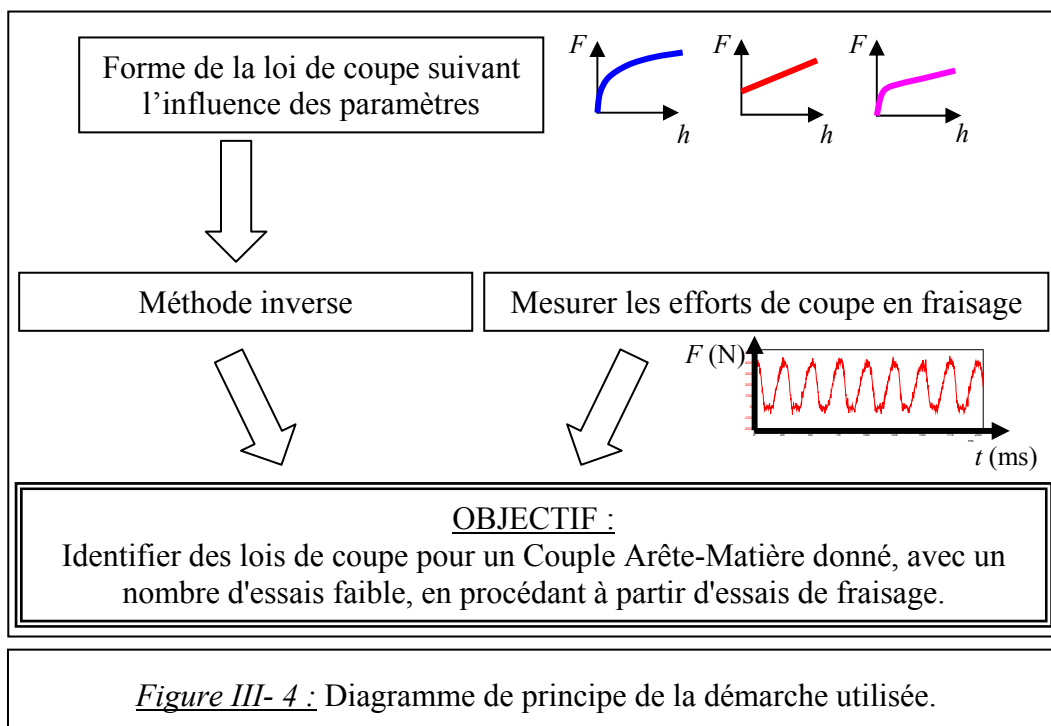 Forme de la loi de coupe suivant
l'influence des paramètres
F
h
F
h
F
h
Méthode inverse
Mesurer les efforts de coupe en fraisage
F (N)
t (ms)
OBJECTIF :
Identifier des lois de coupe pour un Couple Arête-Matière donné, avec un
nombre d'essais faible, en procédant à partir d'essais de fraisage.
Figure III- 4 : Diagramme de principe de la démarche utilisée.